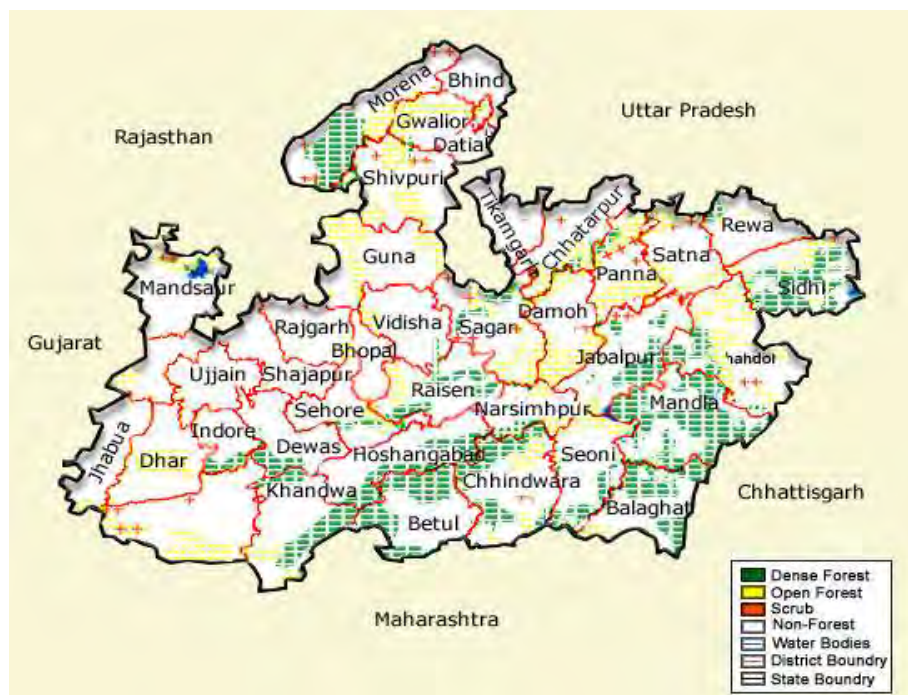 Morena
Bhind
Uttar Pradesh
Rajasthan
Gwalior
Datia
Shivpuri
Tikamgarh
Chhatarpur
Rewa
Guna
Panna
Satna
Mandsaur
Sidhi
Rajgarh
Vidisha
Sagar
Damoh
Gujarat
Bhopal
Jabalpur
hahdol
Ujjain
Shajapur
Raisen
Mandla
Sehore
Narsimhpur
Jhabua
Indore
Dewas
Hoshangabad
Seoni
Dhar
Chhindwara
Khandwa
Balaghat
Chhattisgarh
Betul
Maharashtra
Dense Forest
Open Forest
Scrub
Non-Forest
Water Bodies
District Boundry
State Boundry